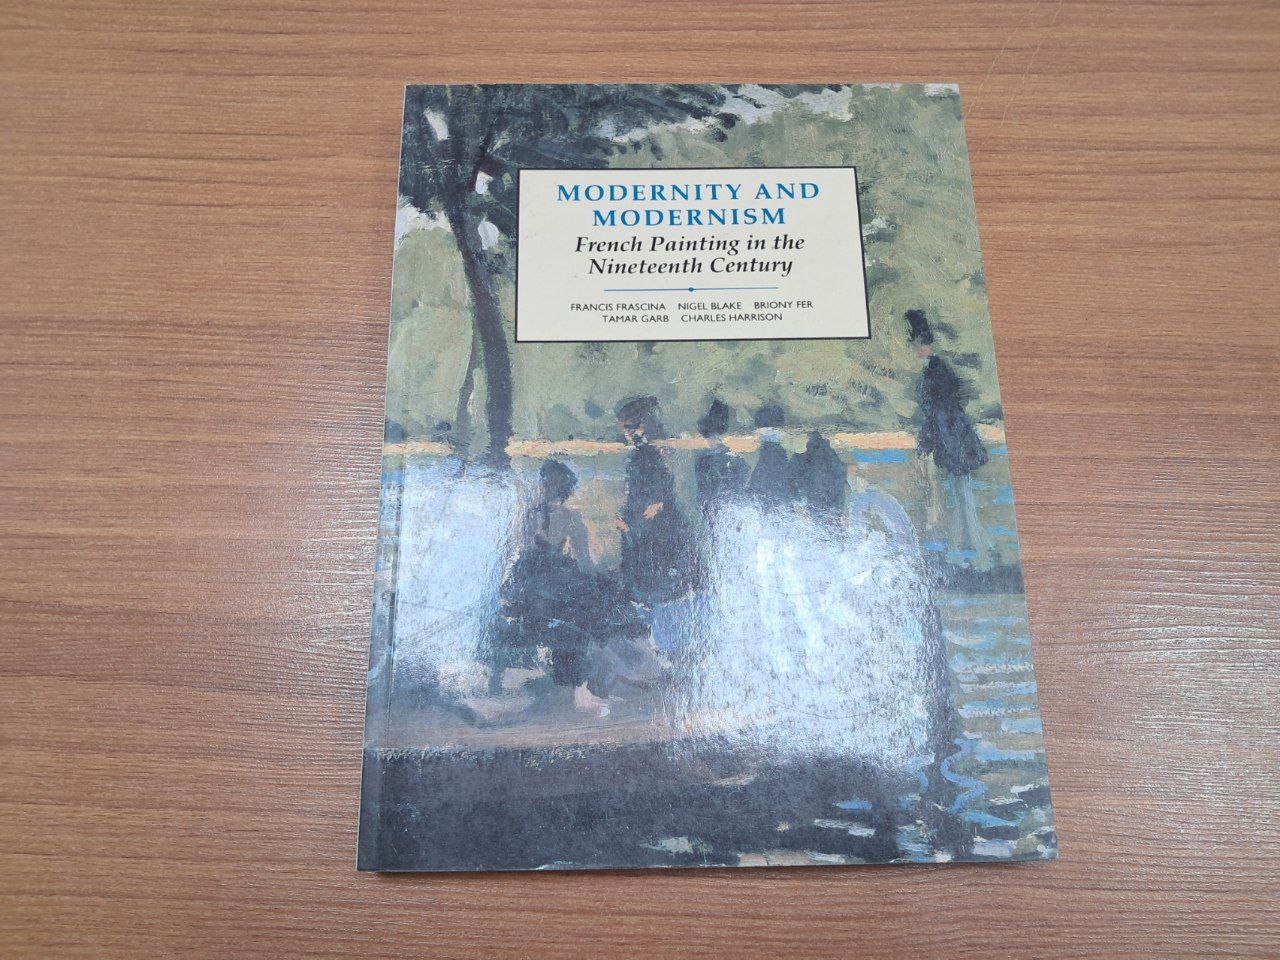 MODERNITY AND
MODERNISM
French Painting in the
Nineteenth Century
FRANCIS FRASCINA NIGEL BLAKE BRIONY FER
TAMAR GARB CHARLES HARRISON